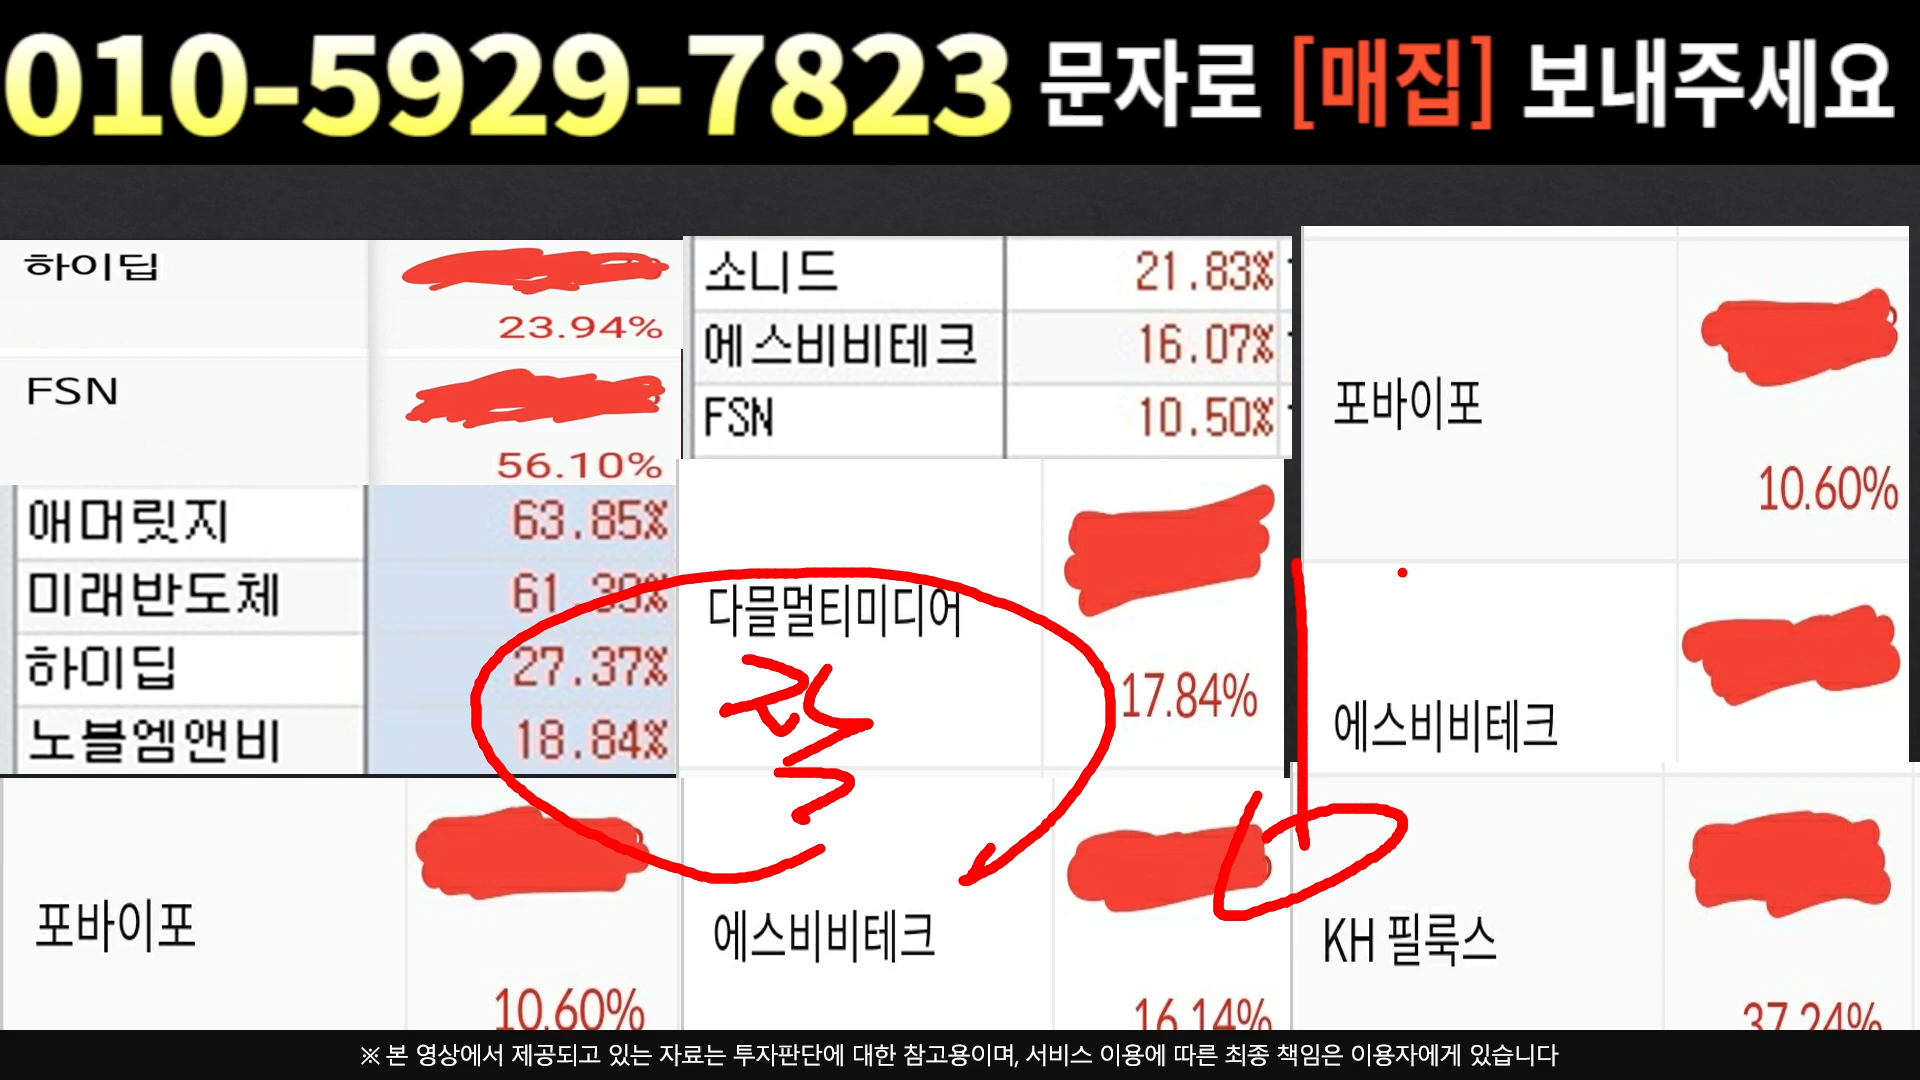 010-5929-7823 문자로 [매집] 보내주세요
하이딥
23.94%
FSN
56.10%
애머릿지 63.85%
미래반도체 61.39%
하이딥 27.37%
노블엠앤비 18.84%
소니드 21.83%
에스비비테크 16.07%
FSN 10.50%
다믈멀티미디어
17.84%
포바이포
10.60%
에스비비테크
포바이포
10.60%
에스비비테크
16.14%
KH 필룩스
37.24%
※ 본 영상에서 제공되고 있는 자료는 투자판단에 대한 참고용이며, 서비스 이용에 따른 최종 책임은 이용자에게 있습니다